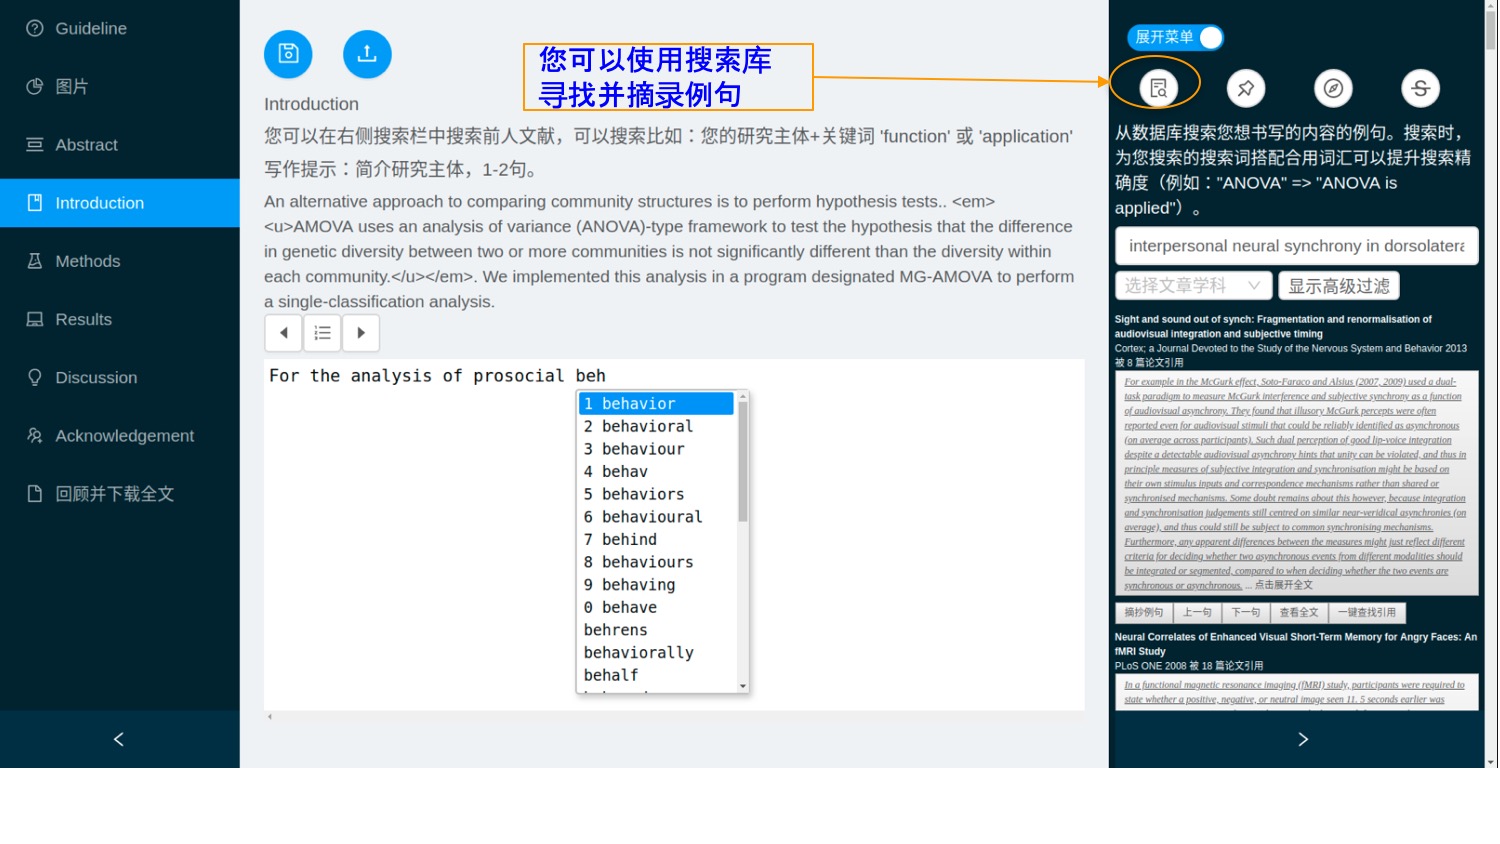 Guideline
图片
Abstract
Introduction
Methods
Results
Discussion
Acknowledgement
回顾并下载全文
您可以使用搜索库
寻找并摘录例句
Introduction
您可以在右侧搜索栏中搜索前人文献，可以搜索比如：您的研究主体+关键词 'function' 或 'application'
写作提示：简介研究主体，1-2句。
An alternative approach to comparing community structures is to perform hypothesis tests.. <em>
<u>AMOVA uses an analysis of variance (ANOVA)-type framework to test the hypothesis that the difference
in genetic diversity between two or more communities is not significantly different than the diversity within
each community.</u></em>. We implemented this analysis in a program designated MG-AMOVA to perform
a single-classification analysis.
For the analysis of prosocial beh
1 behavior
2 behavioral
3 behaviour
4 behav
5 behaviors
6 behavioural
7 behind
8 behaviours
9 behaving
0 behave
behrens
behaviorally
behalf
展开菜单
从数据库搜索您想书写的内容的例句。搜索时，
为您搜索的搜索词搭配合用词汇可以提升搜索精
确度（例如："ANOVA" => "ANOVA is
applied"）。
interpersonal neural synchrony in dorsolatera
选择文章学科
显示高级过滤
Sight and sound out of synch: Fragmentation and renormalisation of
audiovisual integration and subjective timing
Cortex; a Journal Devoted to the Study of the Nervous System and Behavior 2013
被 8 篇论文引用
For example in the McGurk effect, Soto-Faraco and Alsius (2007, 2009) used a dual-
task paradigm to measure McGurk interference and subjective synchrony as a function
of audiovisual asynchrony. They found that illusory McGurk percepts were often
reported even for audiovisual stimuli that could be reliably identified as asynchronous
(on average across participants). Such dual perception of good lip-voice integration
despite a detectable audiovisual asynchrony hints that unity can be violated, and thus in
principle measures of subjective integration and synchronisation might be based on
their own stimulus inputs and correspondence mechanisms rather than shared or
synchronised mechanisms. Some doubt remains about this however, because integration
and synchronisation judgements still centred on similar near-veridical asynchronies (on
average), and thus could still be subject to common synchronising mechanisms.
Furthermore, any apparent differences between the measures might just reflect different
criteria for deciding whether two asynchronous events from different modalities should
be integrated or segmented, compared to when deciding whether the two events are
synchronous or asynchronous. ... 点击展开全文
摘抄例句 上一句 下一句 查看全文 一键查找引用
Neural Correlates of Enhanced Visual Short-Term Memory for Angry Faces: An
fMRI Study
PLoS ONE 2008 被 18 篇论文引用
In a functional magnetic resonance imaging (fMRI) study, participants were required to
state whether a positive, negative, or neutral image seen 11. 5 seconds earlier was